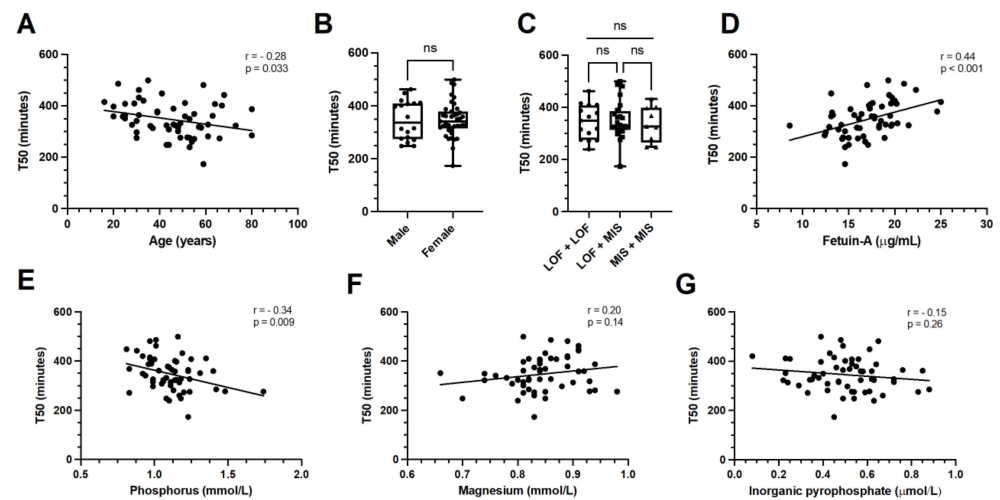 A
r = - 0.28
p = 0.033
T50 (minutes)
600
400
200
0
0
20
40
60
80
100
Age (years)
B
ns
T50 (minutes)
600
400
200
0
Male
Female
C
ns
ns
ns
T50 (minutes)
600
400
200
0
LOF + LOF
LOF + MIS
MIS + MIS
D
r = 0.44
p < 0.001
T50 (minutes)
600
400
200
0
5
10
15
20
25
30
Fetuin-A (μg/mL)
E
r = - 0.34
p = 0.009
T50 (minutes)
600
400
200
0
0.5
1.0
1.5
2.0
Phosphorus (mmol/L)
F
r = 0.20
p = 0.14
T50 (minutes)
600
400
200
0
0.6
0.7
0.8
0.9
1.0
Magnesium (mmol/L)
G
r = - 0.15
p = 0.26
T50 (minutes)
600
400
200
0
0.0
0.2
0.4
0.6
0.8
1.0
Inorganic pyrophosphate (μmol/L)